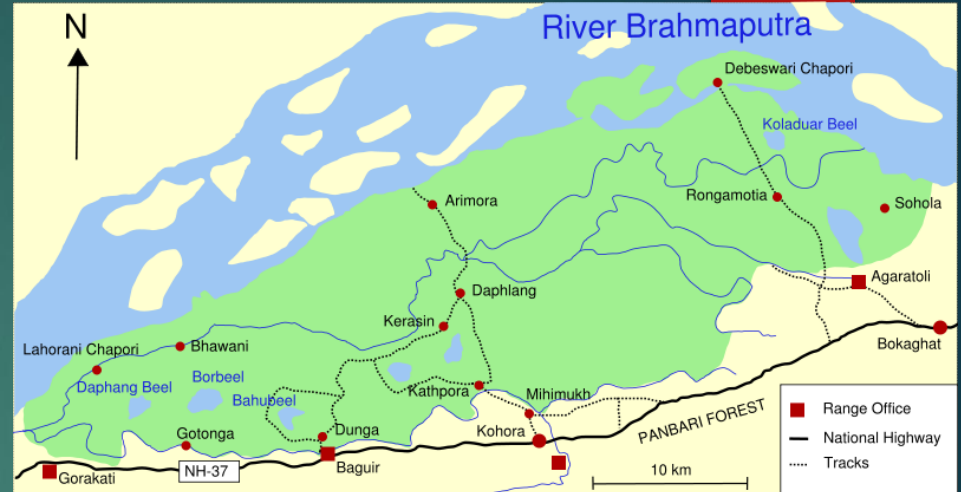 N
River Brahmaputra
Debeswari Chapori
Koladuar Beel
Arimora
Rongamotia
Sohola
Agaratoli
Daphlang
Kerasin
Bokaghat
Lahorani Chapori
Bhawani
Daphang Beel
Borbeel
Bahubeel
Kathpora
Mihimukh
Gotonga
Dunga
Kohora
PANBARI FOREST
Baguir
Gorakati
NH-37
10 km
Range Office
National Highway
Tracks